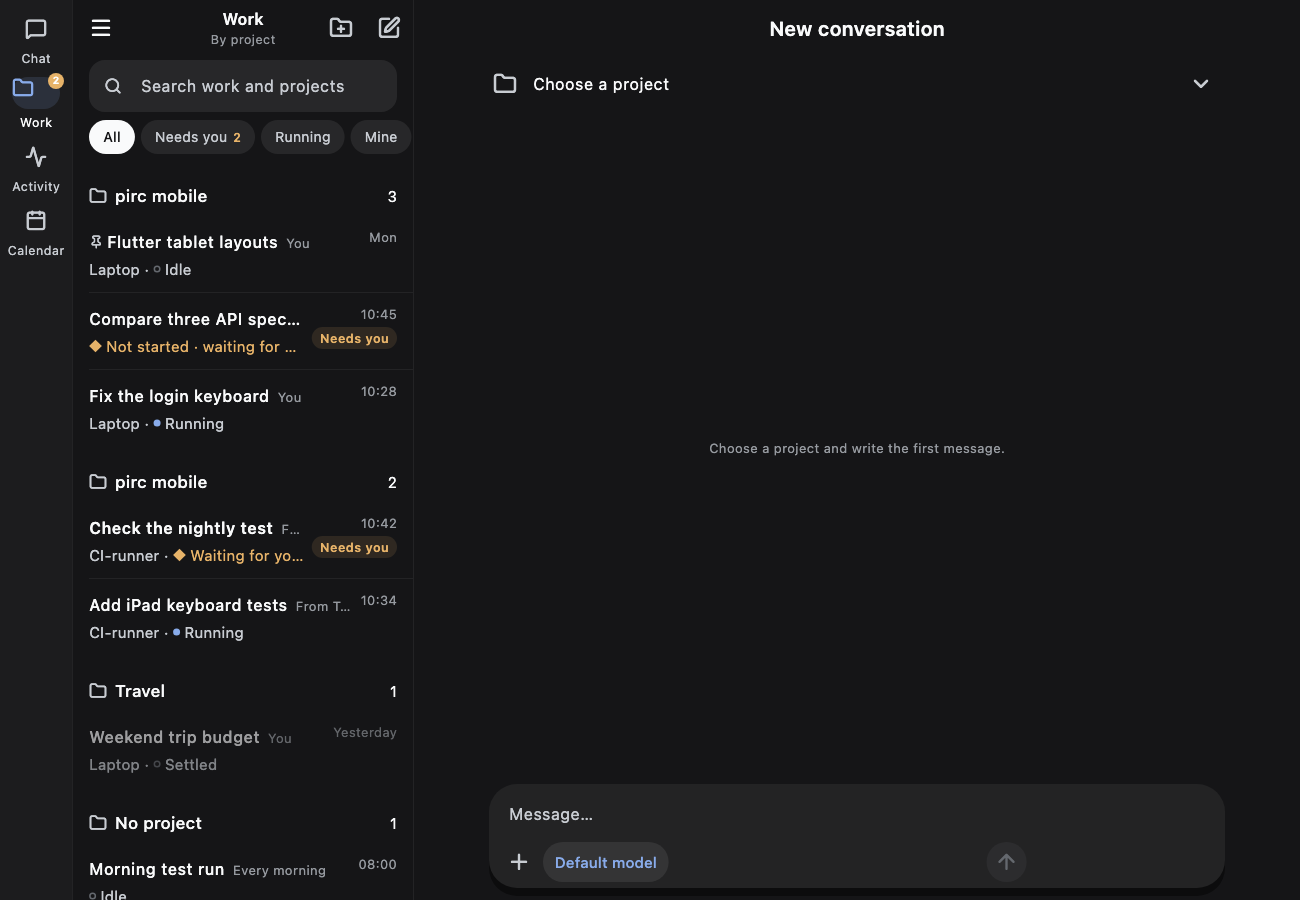 Chat
2
Work
Activity
Calendar
Work
By project
Search work and projects
All
Needs you 2
Running
Mine
pirc mobile 3
Flutter tablet layouts You Mon
Laptop · Idle
Compare three API spec... 10:45
Not started · waiting for ... Needs you
Fix the login keyboard You 10:28
Laptop · Running
pirc mobile 2
Check the nightly test F... 10:42
CI-runner · Waiting for yo... Needs you
Add iPad keyboard tests From T... 10:34
CI-runner · Running
Travel 1
Weekend trip budget You Yesterday
Laptop · Settled
No project 1
Morning test run Every morning 08:00
Idle
New conversation
Choose a project
Choose a project and write the first message.
Message...
Default model